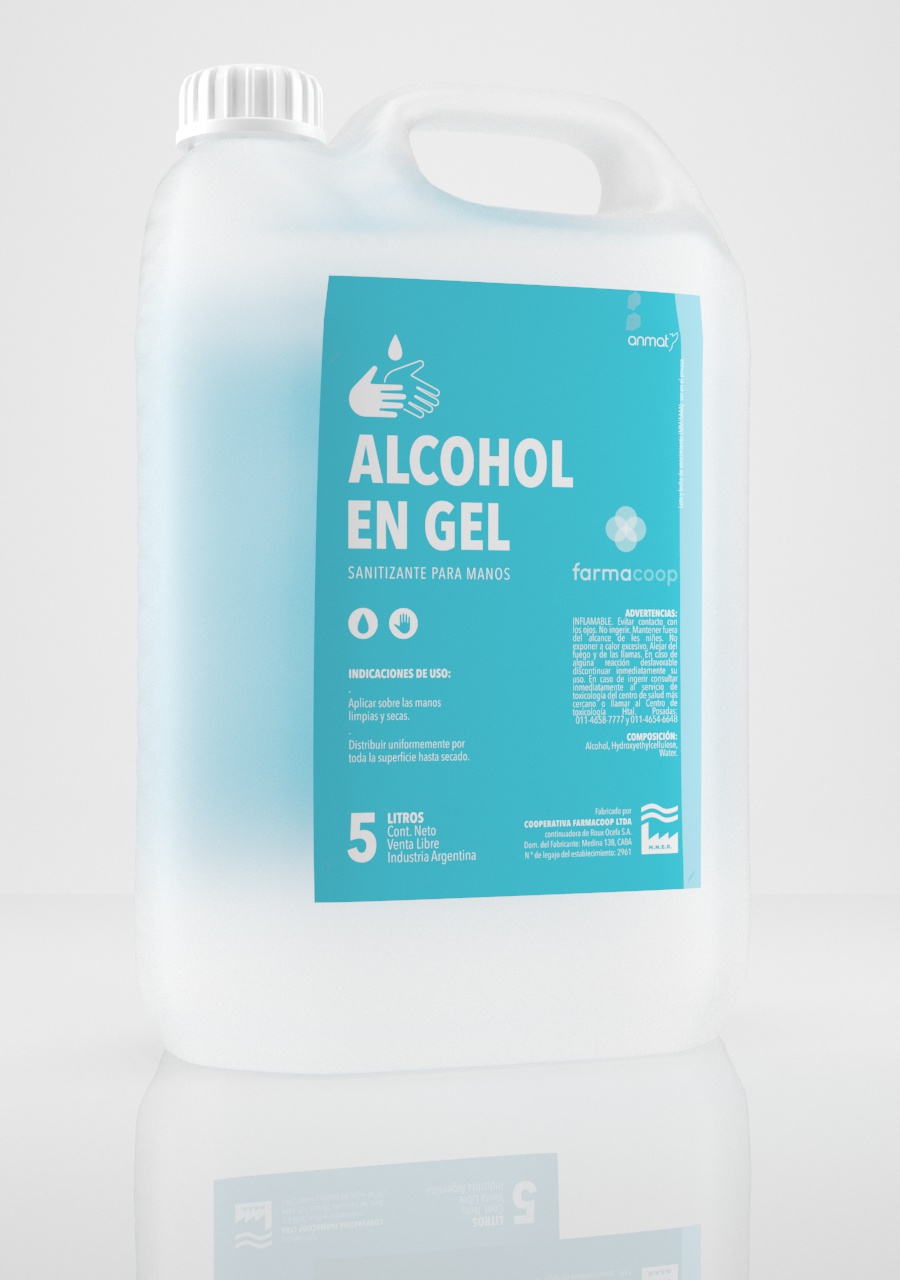 anmat
ALCOHOL
EN GEL
SANITIZANTE PARA MANOS
farmacoop
INDICACIONES DE USO:
Aplicar sobre las manos
limpias y secas.
Distribuir uniformemente por
toda la superficie hasta secado.
ADVERTENCIAS:
INFLAMABLE. Evitar contacto con
los ojos. No ingerir. Mantener fuera
del alcance de les niñes. No
exponer a calor excesivo. Alejar del
fuego y de las llamas. En caso de
alguna reacción desfavorable
discontinuar inmediatamente su
uso. En caso de ingerir consultar
inmediatamente al servicio de
toxicología del centro de salud más
cercano o llamar al Centro de
toxicología Htal. Posadas:
011-4658-7777 y 011-4654-6648
COMPOSICIÓN:
Alcohol, Hydroxyethylcellulose,
Water.
5 LITROS
Cont. Neto
Venta Libre
Industria Argentina
Fabricado por
COOPERATIVA FARMACOOP LTDA
continuadora de Roux Ocefa S.A.
Dom. del Fabricante: Medina 138, CABA
N° de legajo del establecimiento: 2961
M.N.E.R.